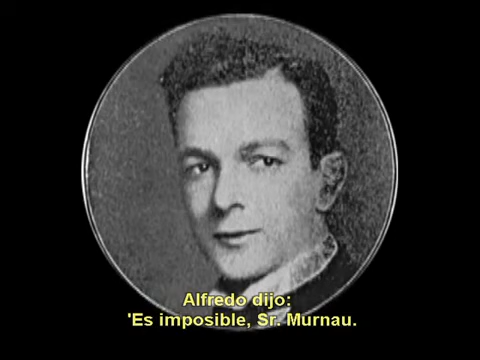 Alfredo dijo:
'Es imposible, Sr. Murnau.